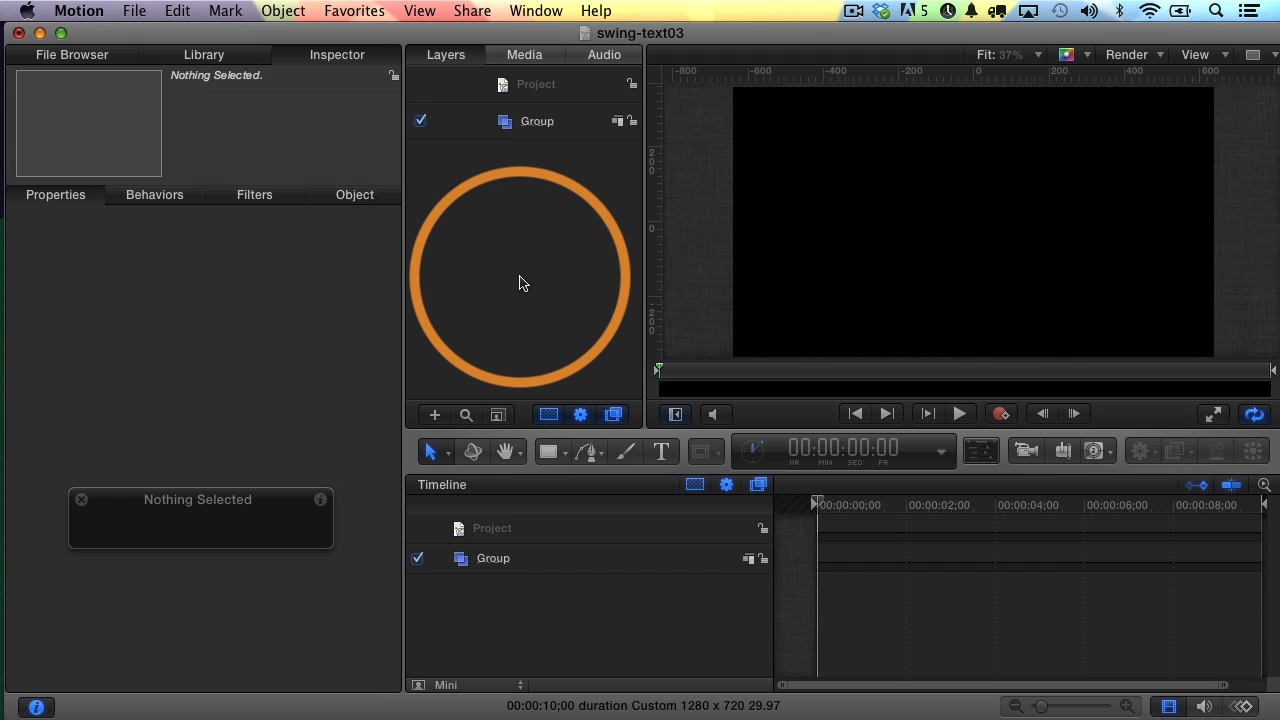 Motion File Edit Mark Object Favorites View Share Window Help 5
swing-text03
File Browser Library Inspector Layers Media Audio Fit: 37% Render View
Nothing Selected.
-800 -600 -400 -200 0 200 400 600
Project
Group
200
0
-200
Properties Behaviors Filters Object
T 00:00:00:00
HR MIN SEC FR
Timeline
Nothing Selected
00:00:00;00 00:00:02;00 00:00:04;00 00:00:06;00 00:00:08;00
Project
Group
Mini
00:00:10;00 duration Custom 1280 x 720 29.97